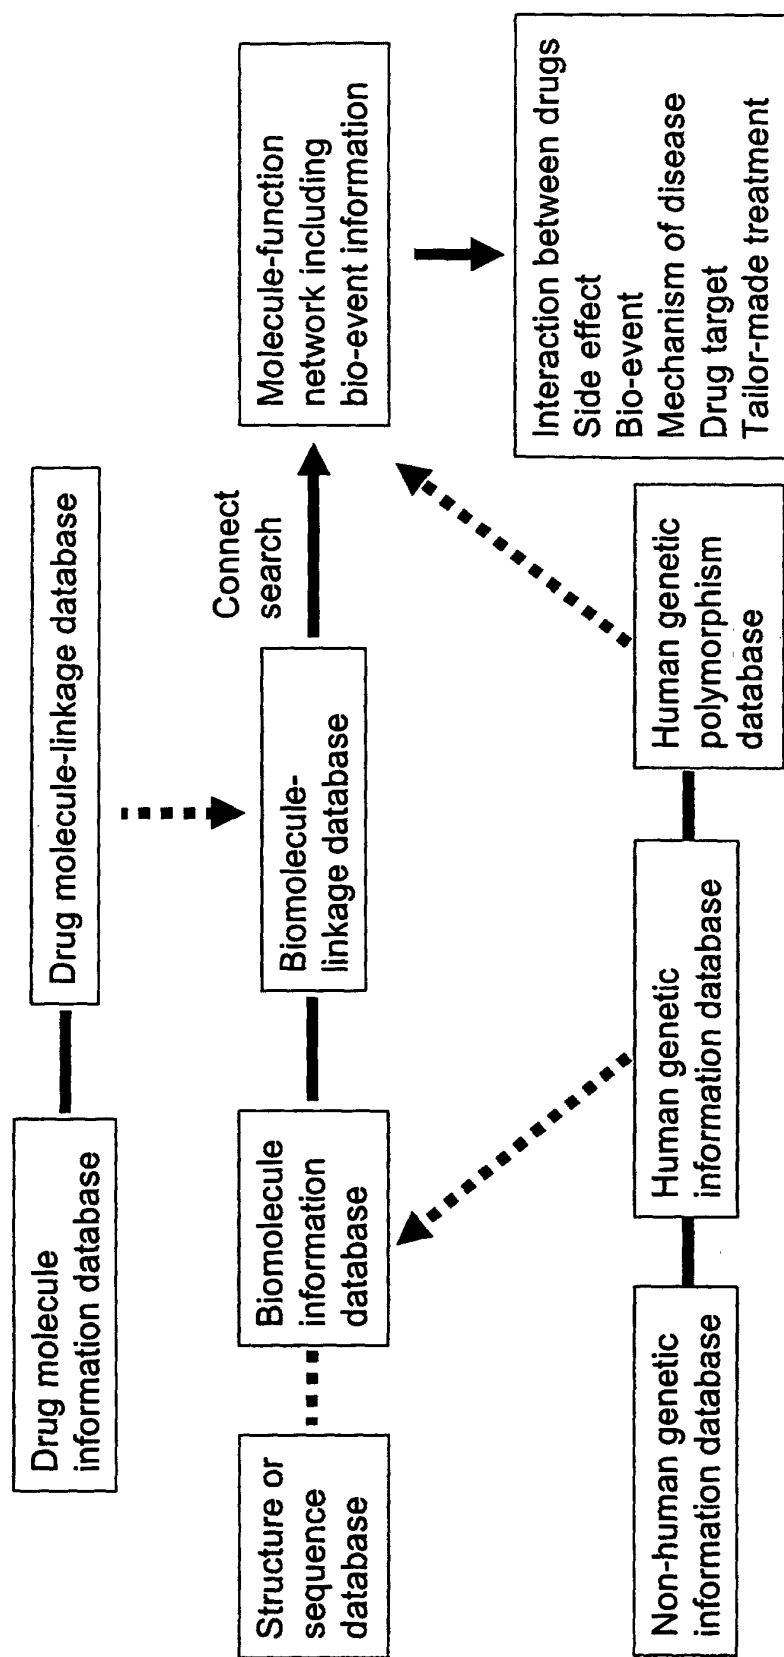 Drug molecule
information database
Drug molecule-linkage database
Structure or
sequence
database
Biomolecule
information
database
Biomolecule-
linkage database
Connect
search
Molecule-function
network including
bio-event information
Non-human genetic
information database
Human genetic
information database
Human genetic
polymorphism
database
Interaction between drugs
Side effect
Bio-event
Mechanism of disease
Drug target
Tailor-made treatment